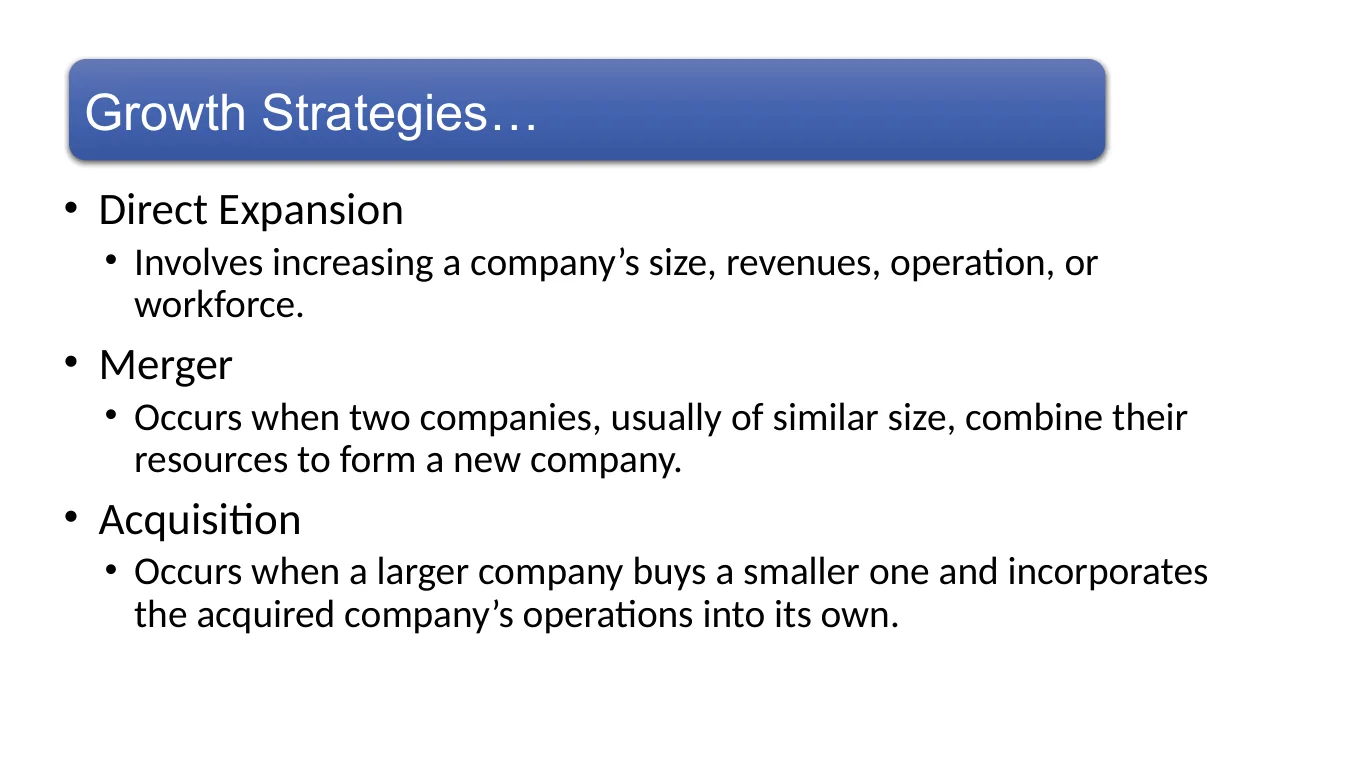 Growth Strategies…
• Direct Expansion
• Involves increasing a company’s size, revenues, operation, or
workforce.
• Merger
• Occurs when two companies, usually of similar size, combine their
resources to form a new company.
• Acquisition
• Occurs when a larger company buys a smaller one and incorporates
the acquired company’s operations into its own.